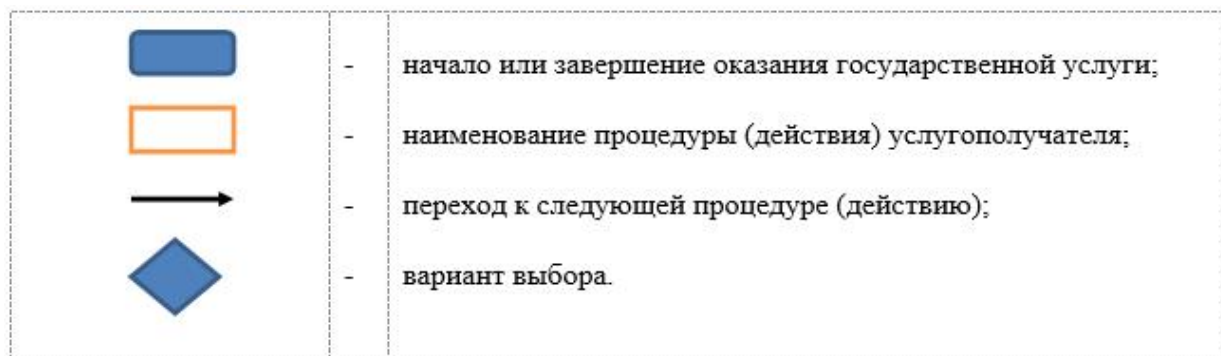 - начало или завершение оказания государственной услуги;
- наименование процедуры (действия) услугополучателя;
- переход к следующей процедуре (действию);
- вариант выбора.